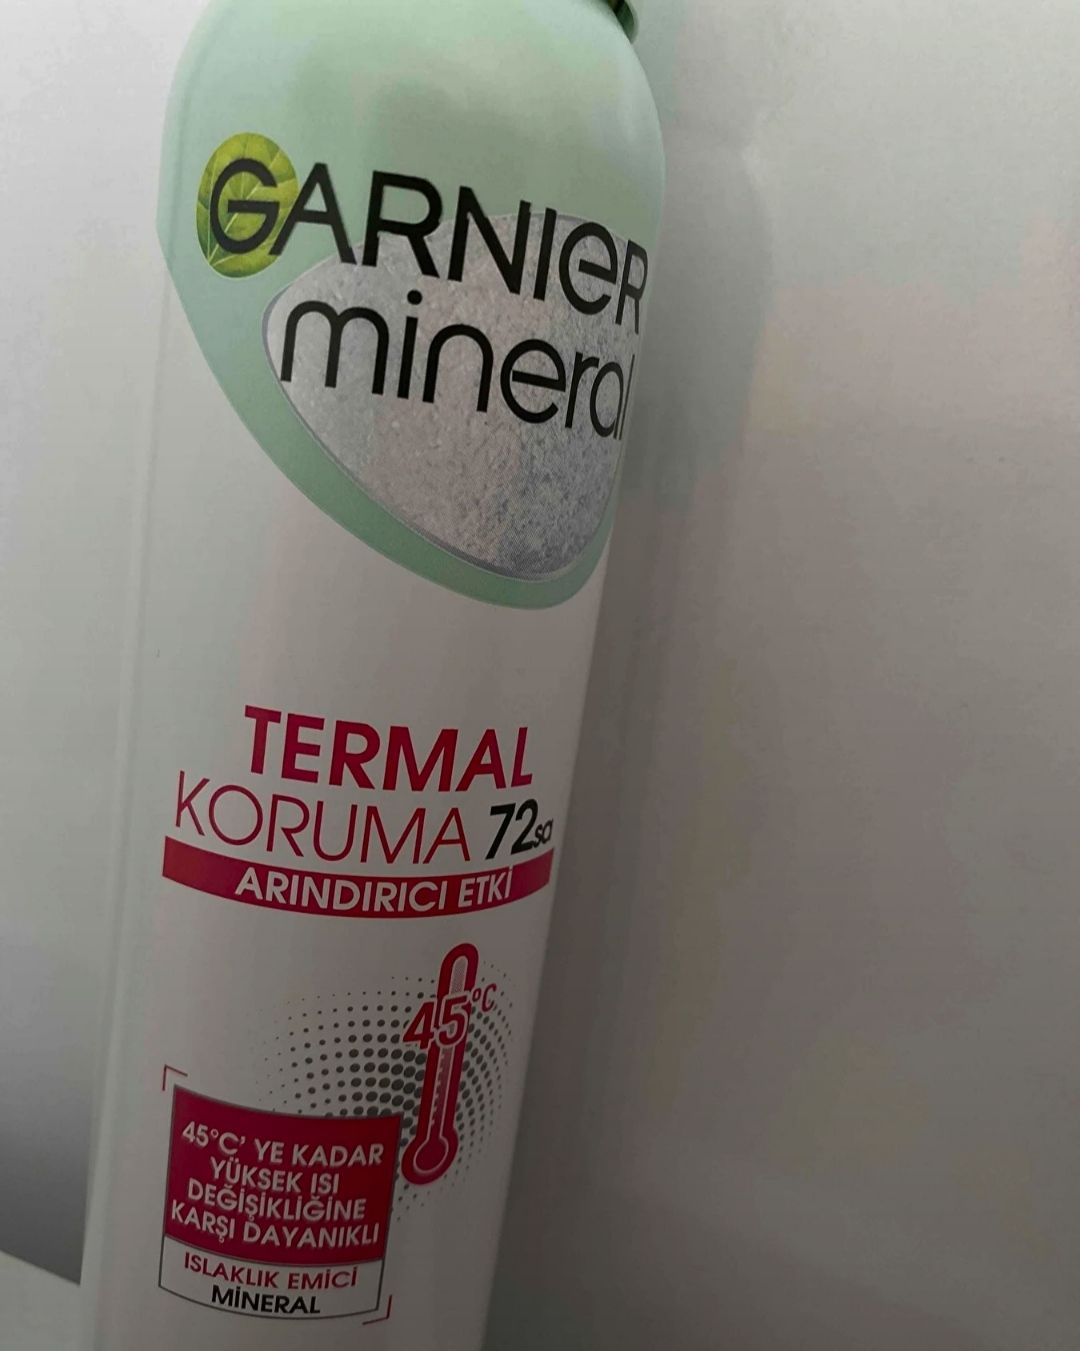 GARNIER
mineral
TERMAL
KORUMA 72sa
ARINDIRICI ETKİ
45°C
45°C' YE KADAR
YÜKSEK ISI
DEĞİŞİKLİĞİNE
KARŞI DAYANIKLI
ISLAKLIK EMİCİ
MİNERAL